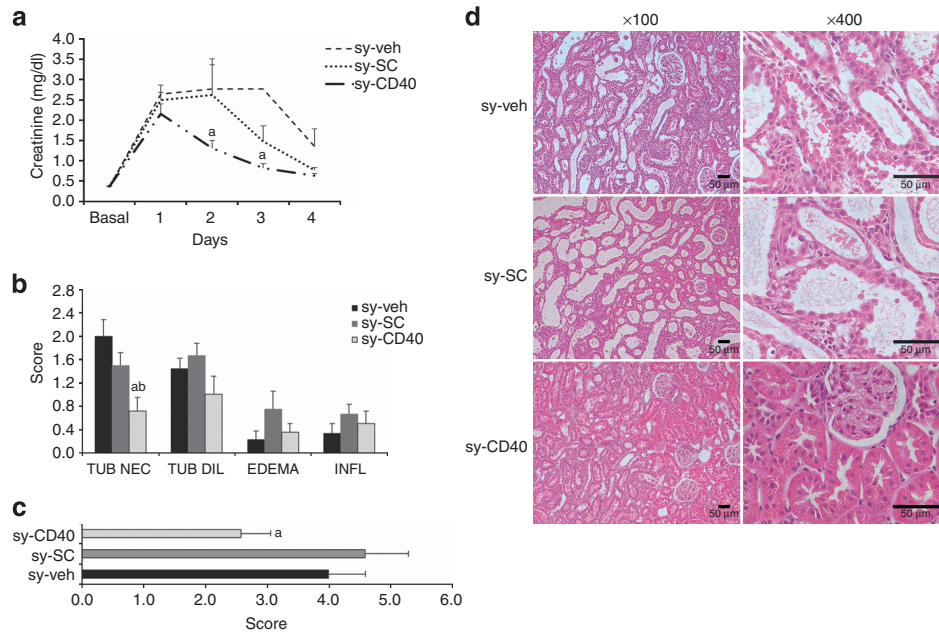 a
4.0
3.5
3.0
2.5
2.0
1.5
1.0
0.5
0.0
Creatinine (mg/dl)
sy-veh
sy-SC
sy-CD40
a
a
Basal 1 2 3 4
Days
b
2.8
2.4
1.8
1.6
1.2
0.8
0.4
0.0
Score
sy-veh
sy-SC
sy-CD40
ab
TUB NEC TUB DIL EDEMA INFL
c
sy-CD40
sy-SC
sy-veh
a
0.0 1.0 2.0 3.0 4.0 5.0 6.0
Score
d
×100 ×400
sy-veh
50 µm 50 µm
sy-SC
50 µm 50 µm
sy-CD40
50 µm 50 µm